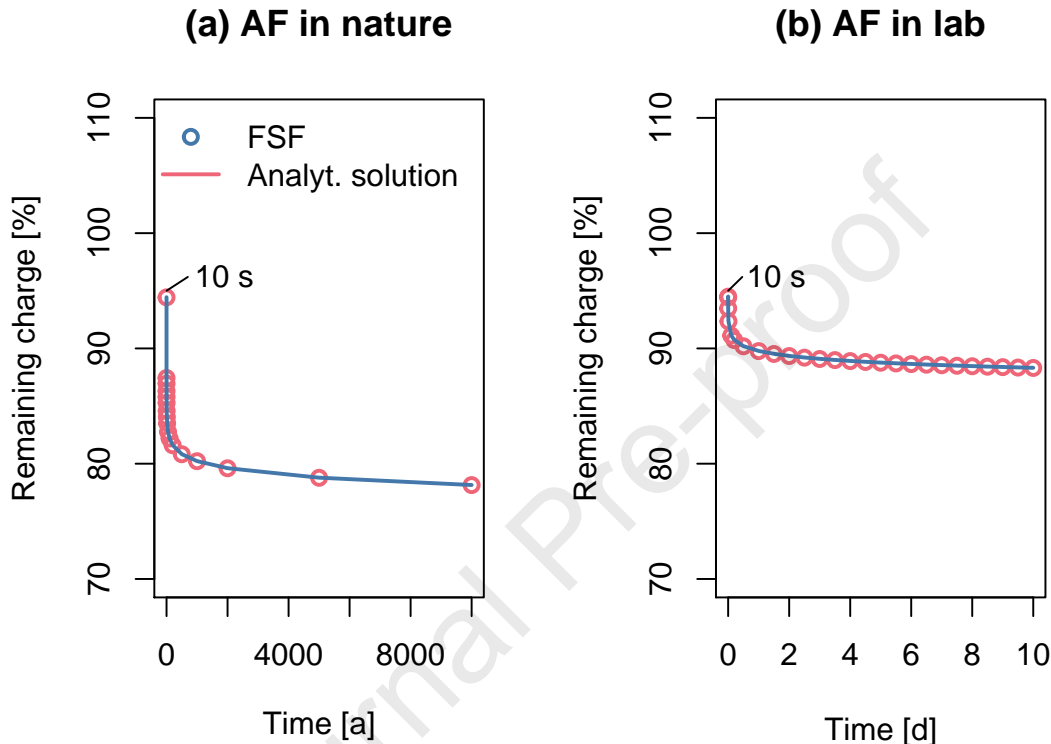 (a) AF in nature
110
100
90
80
70
Remaining charge [%]
FSF
Analyt. solution
10 s
0 4000 8000
Time [a]
(b) AF in lab
110
100
90
80
70
Remaining charge [%]
10 s
0 2 4 6 8 10
Time [d]
rnal Pre-proof